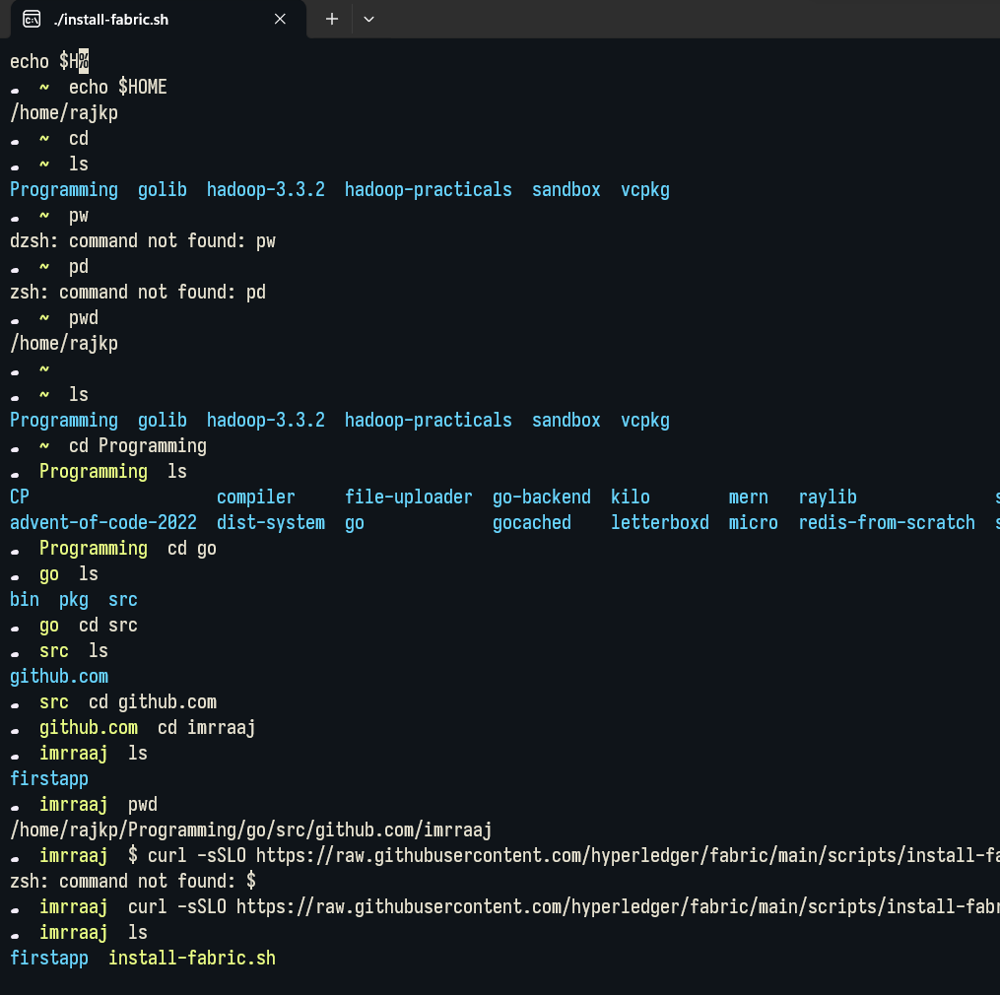 ./install-fabric.sh
echo $H%
~ echo $HOME
/home/rajkp
~ cd
~ ls
Programming golib hadoop-3.3.2 hadoop-practicals sandbox vcpkg
~ pw
dzsh: command not found: pw
~ pd
zsh: command not found: pd
~ pwd
/home/rajkp
~
~ ls
Programming golib hadoop-3.3.2 hadoop-practicals sandbox vcpkg
~ cd Programming
Programming ls
CP compiler file-uploader go-backend kilo mern raylib s
advent-of-code-2022 dist-system go gocached letterboxd micro redis-from-scratch s
Programming cd go
go ls
bin pkg src
go cd src
src ls
github.com
src cd github.com
github.com cd imrraaj
imrraaj ls
firstapp
imrraaj pwd
/home/rajkp/Programming/go/src/github.com/imrraaj
imrraaj $ curl -sSLO https://raw.githubusercontent.com/hyperledger/fabric/main/scripts/install-fa
zsh: command not found: $
imrraaj curl -sSLO https://raw.githubusercontent.com/hyperledger/fabric/main/scripts/install-fabr
imrraaj ls
firstapp install-fabric.sh